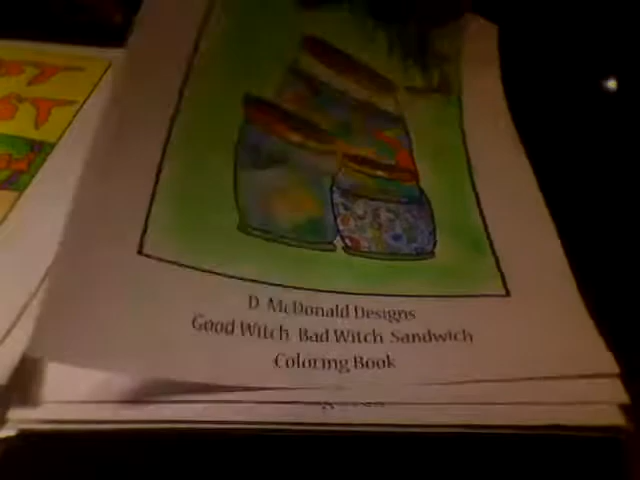 D. McDonald Designs
Good Witch Bad Witch Sandwich
Coloring Book